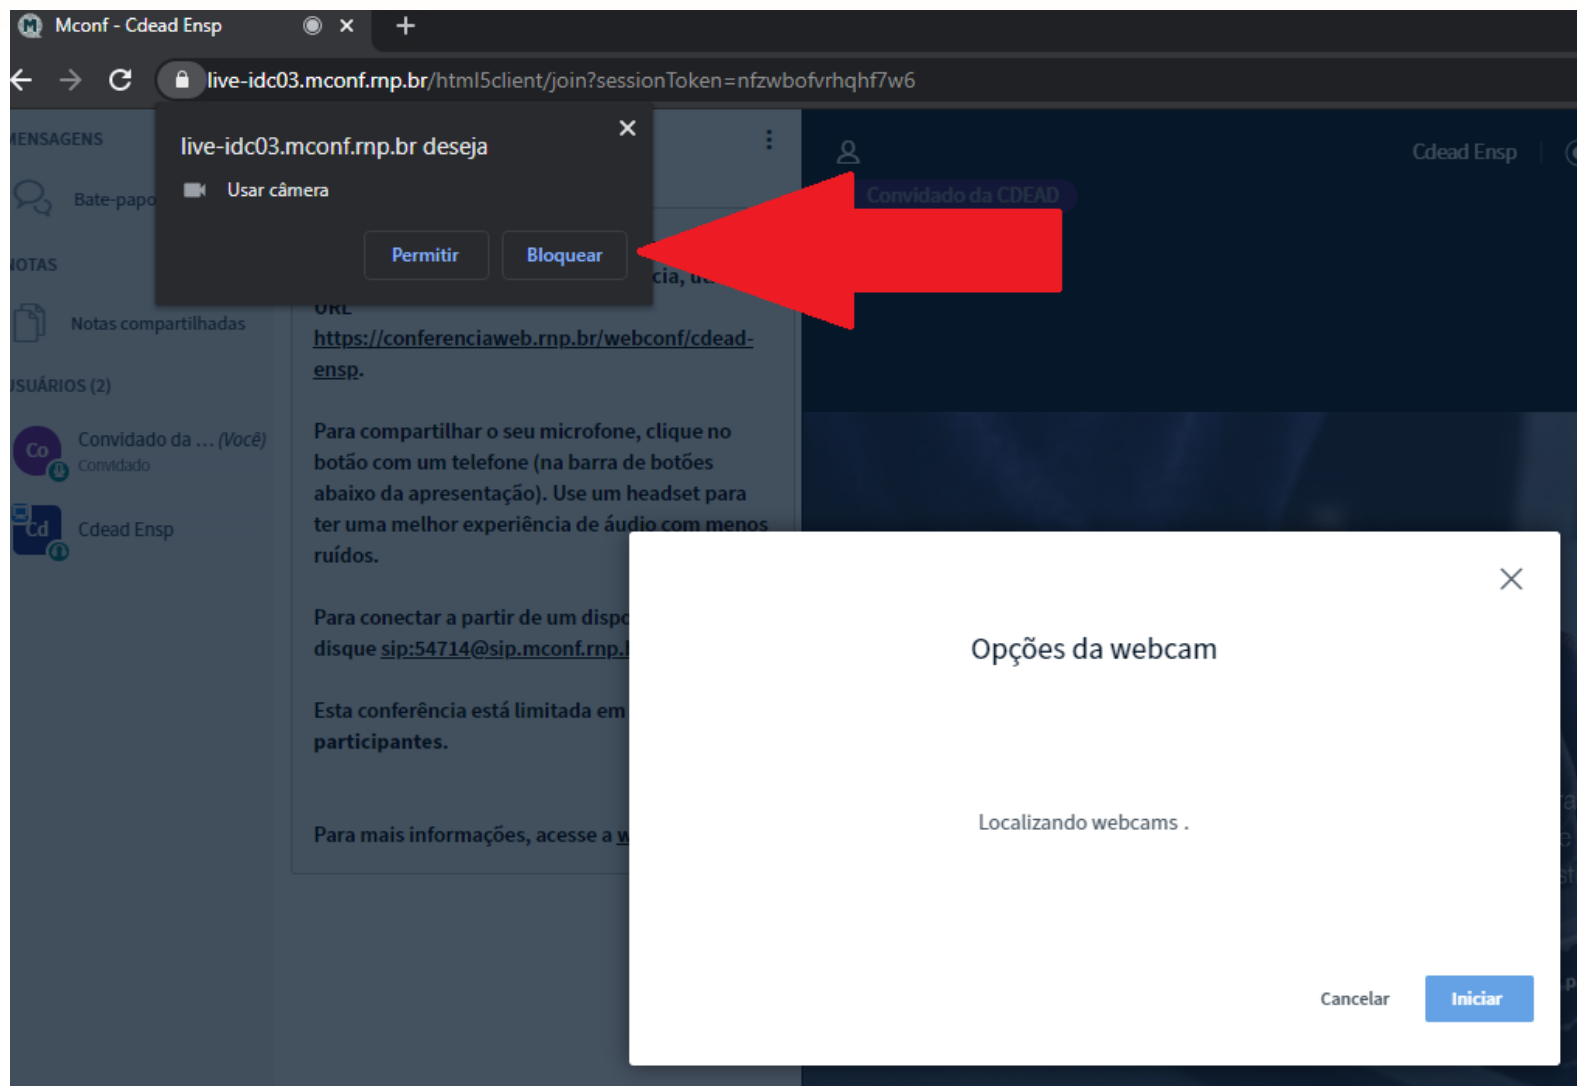 Mconf - Cdead Ensp
live-idc03.mconf.rnp.br/html5client/join?sessionToken=nfzwbofvrhqhf7w6
live-idc03.mconf.rnp.br deseja
Usar câmera
Permitir
Bloquear
MENSAGENS
Bate-papo
NOTAS
Notas compartilhadas
USUÁRIOS (2)
Co
Convidado da ... (Você)
Convidado
Cd
Cdead Ensp
URL
https://conferenciaweb.rnp.br/webconf/cdead-
ensp.
Para compartilhar o seu microfone, clique no
botão com um telefone (na barra de botões
abaixo da apresentação). Use um headset para
ter uma melhor experiência de áudio com menos
ruídos.
Para conectar a partir de um dispo
disque sip:54714@sip.mconf.rnp.
Esta conferência está limitada em
participantes.
Para mais informações, acesse a w
Cdead Ensp
Convidado da CDEAD
Opções da webcam
Localizando webcams .
Cancelar
Iniciar